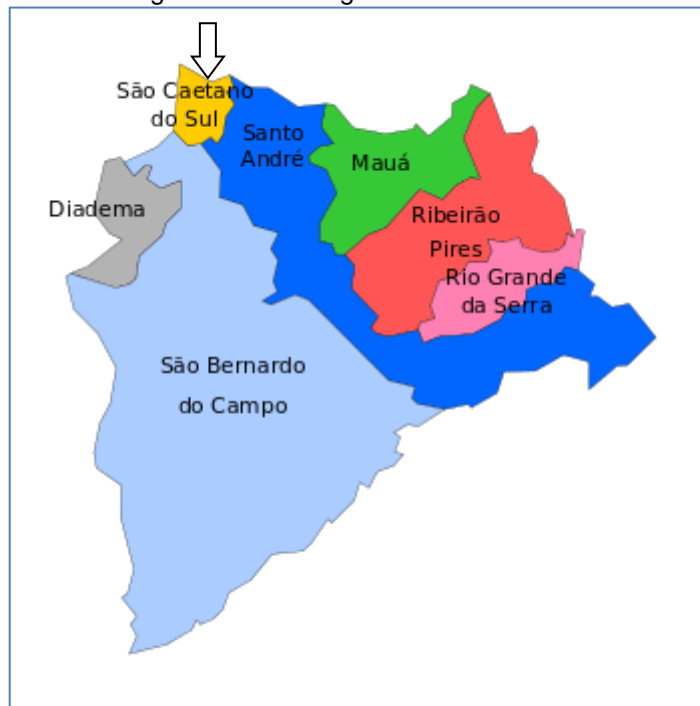 São Caetano
do Sul
Santo
André
Mauá
Diadema
Ribeirão
Pires
Rio Grande
da Serra
São Bernardo
do Campo